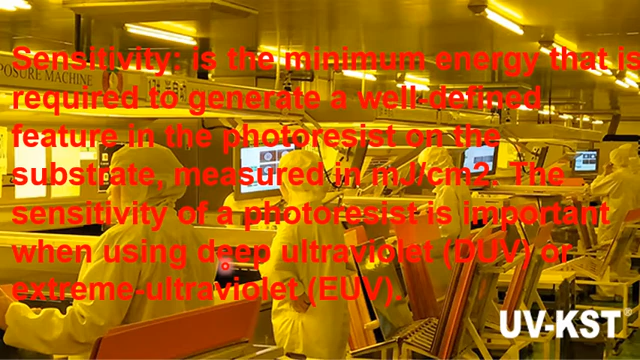 Sensitivity: is the minimum energy that is
POSURE MACHINE
required to generate a well-defined
feature in the photoresist on the
substrate, measured in mJ/cm2. The
sensitivity of a photoresist is important
when using deep ultraviolet (DUV) or
extreme-ultraviolet (EUV).
UV-KST®